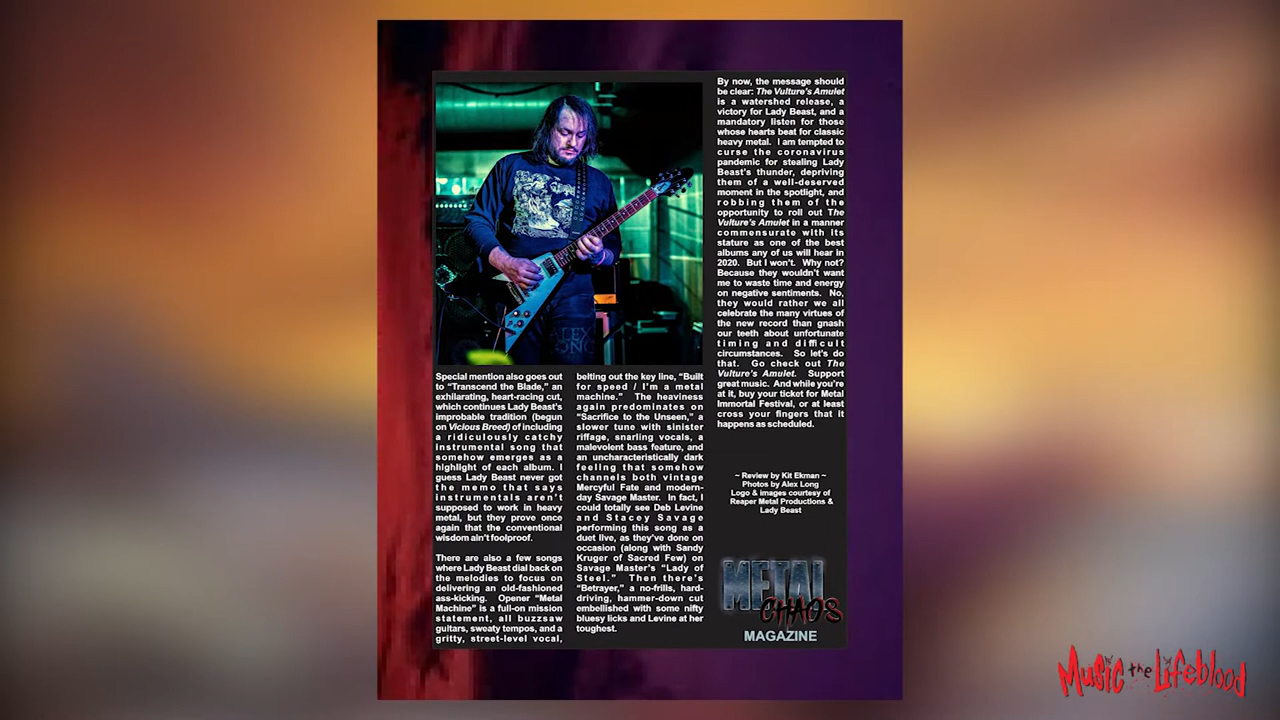 Special mention also goes out
to “Transcend the Blade,” an
exhilarating, heart-racing cut,
which continues Lady Beast’s
improbable tradition (begun
on Vicious Breed) of including
a ridiculously catchy
instrumental song that
somehow emerges as a
highlight of each album. I
guess Lady Beast never got
the memo that says
instrumentals aren’t
supposed to work in heavy
metal, but they prove once
again that the conventional
wisdom ain’t foolproof.
There are also a few songs
where Lady Beast dial back on
the melodies to focus on
delivering an old-fashioned
ass-kicking. Opener “Metal
Machine” is a full-on mission
statement, all buzzsaw
guitars, sweaty tempos, and a
gritty, street-level vocal,
belting out the key line, “Built
for speed / I’m a metal
machine.” The heaviness
again predominates on
“Sacrifice to the Unseen,” a
slower tune with sinister
riffage, snarling vocals, a
malevolent bass feature, and
an uncharacteristically dark
feeling that somehow
channels both vintage
Mercyful Fate and modern-
day Savage Master. In fact, I
could totally see Deb Levine
and Stacey Savage
performing this song as a
duet live, as they’ve done on
occasion (along with Sandy
Kruger of Sacred Few) on
Savage Master’s “Lady of
Steel.” Then there’s
“Betrayer,” a no-frills, hard-
driving, hammer-down cut
embellished with some nifty
bluesy licks and Levine at her
toughest.
By now, the message should
be clear: The Vulture’s Amulet
is a watershed release, a
victory for Lady Beast, and a
mandatory listen for those
whose hearts beat for classic
heavy metal. I am tempted to
curse the coronavirus
pandemic for stealing Lady
Beast’s thunder, depriving
them of a well-deserved
moment in the spotlight, and
robbing them of the
opportunity to roll out The
Vulture’s Amulet in a manner
commensurate with its
stature as one of the best
albums any of us will hear in
2020. But I won’t. Why not?
Because they wouldn’t want
me to waste time and energy
on negative sentiments. No,
they would rather we all
celebrate the many virtues of
the new record than gnash
our teeth about unfortunate
timing and difficult
circumstances. So let’s do
that. Go check out The
Vulture’s Amulet. Support
great music. And while you’re
at it, buy your ticket for Metal
Immortal Festival, or at least
cross your fingers that it
happens as scheduled.
~ Review by Kit Ekman ~
Photos by Alex Long
Logo & images courtesy of
Reaper Metal Productions &
Lady Beast
METAL
CHAOS
MAGAZINE
Music the Lifeblood